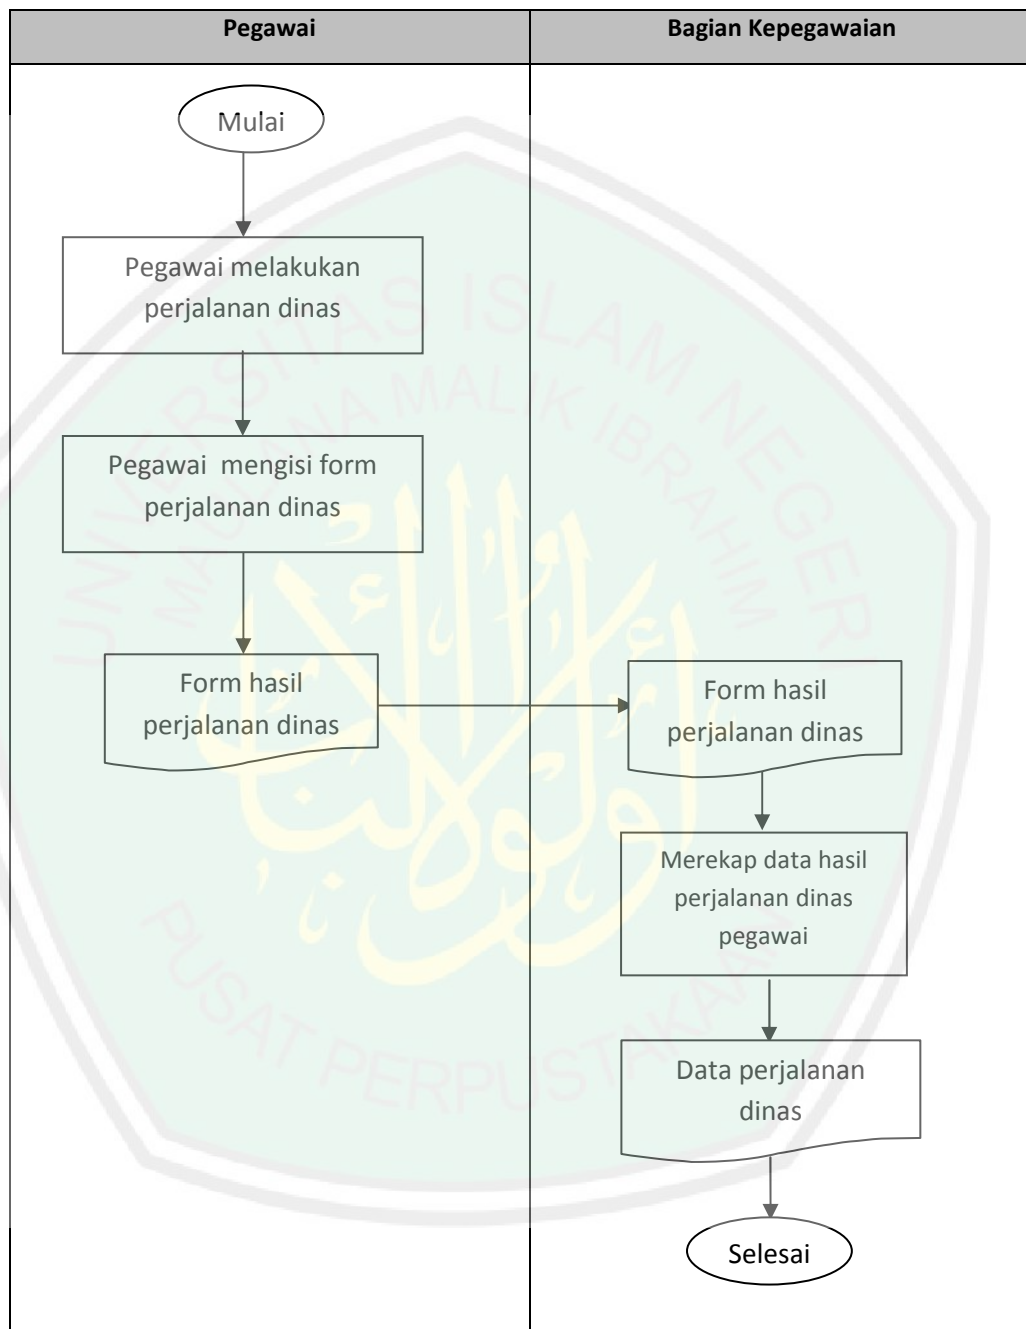 Pegawai
Bagian Kepegawaian
Mulai
Pegawai melakukan
perjalanan dinas
Pegawai mengisi form
perjalanan dinas
Form hasil
perjalanan dinas
Form hasil
perjalanan dinas
Merekap data hasil
perjalanan dinas
pegawai
Data perjalanan
dinas
Selesai
UNIVERSITAS ISLAM NEGERI
MAULANA MALIK IBRAHIM
PUSAT PERPUSTAKAAN